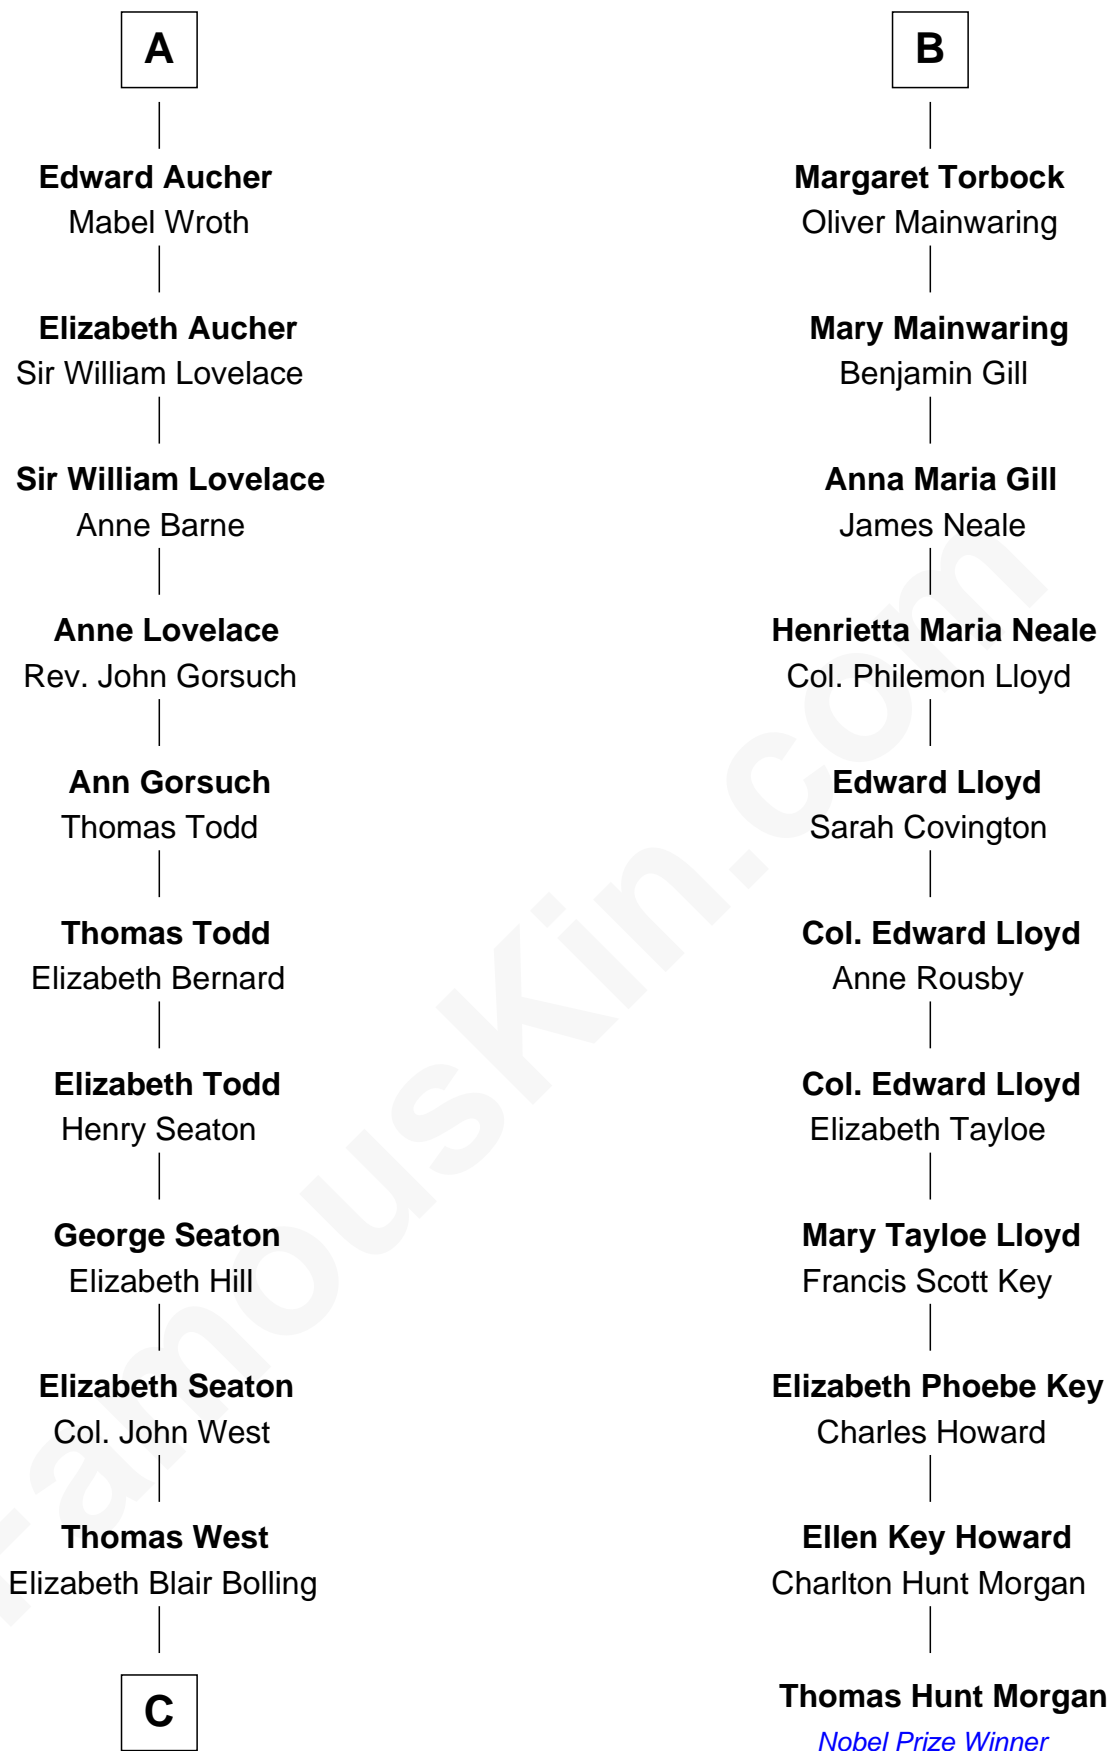 A
Edward Aucher
Mabel Wroth
Elizabeth Aucher
Sir William Lovelace
Sir William Lovelace
Anne Barne
Anne Lovelace
Rev. John Gorsuch
Ann Gorsuch
Thomas Todd
Thomas Todd
Elizabeth Bernard
Elizabeth Todd
Henry Seaton
George Seaton
Elizabeth Hill
Elizabeth Seaton
Col. John West
Thomas West
Elizabeth Blair Bolling
C
B
Margaret Torbock
Oliver Mainwaring
Mary Mainwaring
Benjamin Gill
Anna Maria Gill
James Neale
Henrietta Maria Neale
Col. Philemon Lloyd
Edward Lloyd
Sarah Covington
Col. Edward Lloyd
Anne Rousby
Col. Edward Lloyd
Elizabeth Tayloe
Mary Tayloe Lloyd
Francis Scott Key
Elizabeth Phoebe Key
Charles Howard
Ellen Key Howard
Charlton Hunt Morgan
Thomas Hunt Morgan
Nobel Prize Winner
FamousKin.com